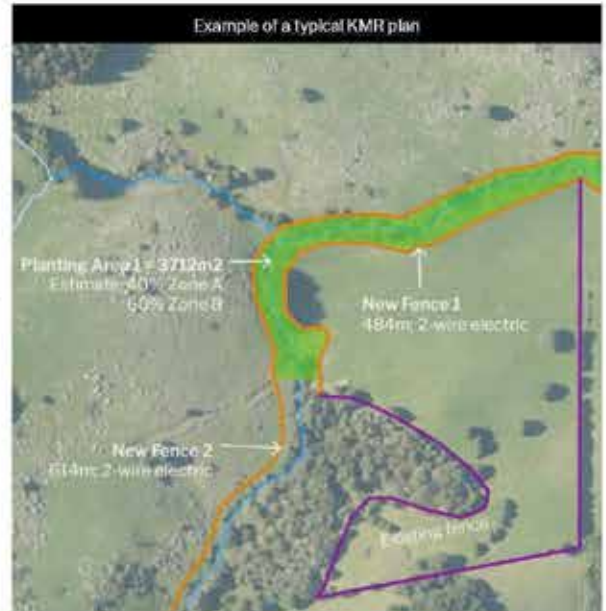 Example of a typical KMR plan
Planting Area 1 = 3712m2
Estimate: 40% Zone A
60% Zone B
New Fence 1
484m; 2-wire electric
New Fence 2
614m; 2-wire electric
Existing fence